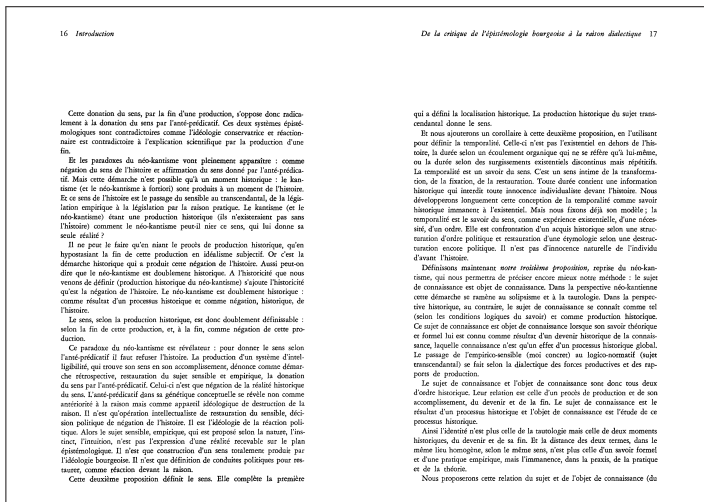 16 Introduction
Cette donation du sens, par la fin d'une production, s'oppose donc radica-
lement à la donation du sens par l'anté-prédicatif. Ces deux systèmes épisté-
mologiques sont contradictoires comme l'idéologie conservatrice et réaction-
naire est contradictoire à l'explication scientifique par la production d'une
fin.
Et les paradoxes du néo-kantisme vont pleinement apparaître : comme
négation du sens de l'histoire et affirmation du sens donné par l'anté-prédica-
tif. Mais cette démarche n'est possible qu'à un moment historique : le kan-
tisme (et le néo-kantisme à fortiori) sont produits à un moment de l'histoire.
Et ce sens de l'histoire est le passage du sensible au transcendantal, de la législa-
tion empirique à la législation par la raison pratique. Le kantisme (et le
néo-kantisme) étant une production historique (ils n'existeraient pas sans
l'histoire) comment le néo-kantisme peut-il nier ce sens, qui lui donne sa
seule réalité ?
Il ne peut le faire qu'en niant le procès de production historique, qu'en
hypostasiant la fin de cette production en idéalisme subjectif. Or c'est la
démarche historique qui a produit cette négation de l'histoire. Aussi peut-on
dire que le néo-kantisme est doublement historique. A l'historicité que nous
venons de définir (production historique du néo-kantisme) s'ajoute l'historicité
qu'est la négation de l'histoire. Le néo-kantisme est doublement historique :
comme résultat d'un processus historique et comme négation, historique, de
l'histoire.
Le sens, selon la production historique, est donc doublement définissable :
selon la fin de cette production, et, à la fin, comme négation de cette pro-
duction.
Ce paradoxe du néo-kantisme est révélateur : pour donner le sens selon
l'anté-prédicatif il faut refuser l'histoire. La production d'un système d'intel-
ligibilité, qui trouve son sens en son accomplissement, dénonce comme démar-
che rétrospective, restauration du sujet sensible et empirique, la donation
du sens par l'anté-prédicatif. Celui-ci n'est que négation de la réalité historique
du sens. L'anté-prédicatif dans sa génétique conceptuelle se révèle non comme
antériorité à la raison mais comme appareil idéologique de destruction de la
raison. Il n'est qu'opération intellectualiste de restauration du sensible, déci-
sion politique de négation de l'histoire. Il est l'idéologie de la réaction poli-
tique. Alors le sujet sensible, empirique, qui est proposé selon la nature, l'ins-
tinct, l'intuition, n'est pas l'expression d'une réalité recevable sur le plan
épistémologique. Il n'est que construction d'un sens totalement produit par
l'idéologie bourgeoise. Il n'est que définition de conduites politiques pour res-
taurer, comme réaction devant la raison.
Cette deuxième proposition définit le sens. Elle complète la première
De la critique de l'épistémologie bourgeoise à la raison dialectique 17
qui a défini la localisation historique. La production historique du sujet trans-
cendantal donne le sens.
Et nous ajouterons un corollaire à cette deuxième proposition, en l'utilisant
pour définir la temporalité. Celle-ci n'est pas l'existentiel en dehors de l'his-
toire, la durée selon un écoulement organique qui ne se réfère qu'à lui-même,
ou la durée selon des surgissements existentiels discontinus mais répétitifs.
La temporalité est un savoir du sens. C'est un sens intime de la transforma-
tion, de la fixation, de la restauration. Toute durée contient une information
historique qui interdit toute innocence individualiste devant l'histoire. Nous
développerons longuement cette conception de la temporalité comme savoir
historique immanent à l'existentiel. Mais nous fixons déjà son modèle ; la
temporalité est le savoir du sens, comme expérience existentielle, d'une néces-
sité, d'un ordre. Elle est confrontation d'un acquis historique selon une struc-
turation d'ordre politique et restauration d'une étymologie selon une destruc-
turation encore politique. Il n'est pas d'innocence naturelle de l'individu
d'avant l'histoire.
Définissons maintenant notre troisième proposition, reprise du néo-kan-
tisme, qui nous permettra de préciser encore mieux notre méthode : le sujet
de connaissance est objet de connaissance. Dans la perspective néo-kantienne
cette démarche se ramène au solipsisme et à la tautologie. Dans la perspec-
tive historique, au contraire, le sujet de connaissance se connaît comme tel
(selon les conditions logiques du savoir) et comme production historique.
Ce sujet de connaissance est objet de connaissance lorsque son savoir théorique
et formel lui est connu comme résultat d'un devenir historique de la connais-
sance, laquelle connaissance n'est qu'un effet d'un processus historique global.
Le passage de l'empirico-sensible (moi concret) au logico-normatif (sujet
transcendantal) se fait selon la dialectique des forces productives et des rap-
ports de production.
Le sujet de connaissance et l'objet de connaissance sont donc tous deux
d'ordre historique. Leur relation est celle d'un procès de production et de son
accomplissement, du devenir et de la fin. Le sujet de connaissance est le
résultat d'un processus historique et l'objet de connaissance est l'étude de ce
processus historique.
Ainsi l'identité n'est plus celle de la tautologie mais celle de deux moments
historiques, du devenir et de sa fin. Et la distance des deux termes, dans le
même lieu homogène, selon le même sens, n'est plus celle d'un savoir formel
et d'une pratique empirique, mais l'immanence, dans la praxis, de la pratique
et de la théorie.
Nous proposerons cette relation du sujet et de l'objet de connaissance (du